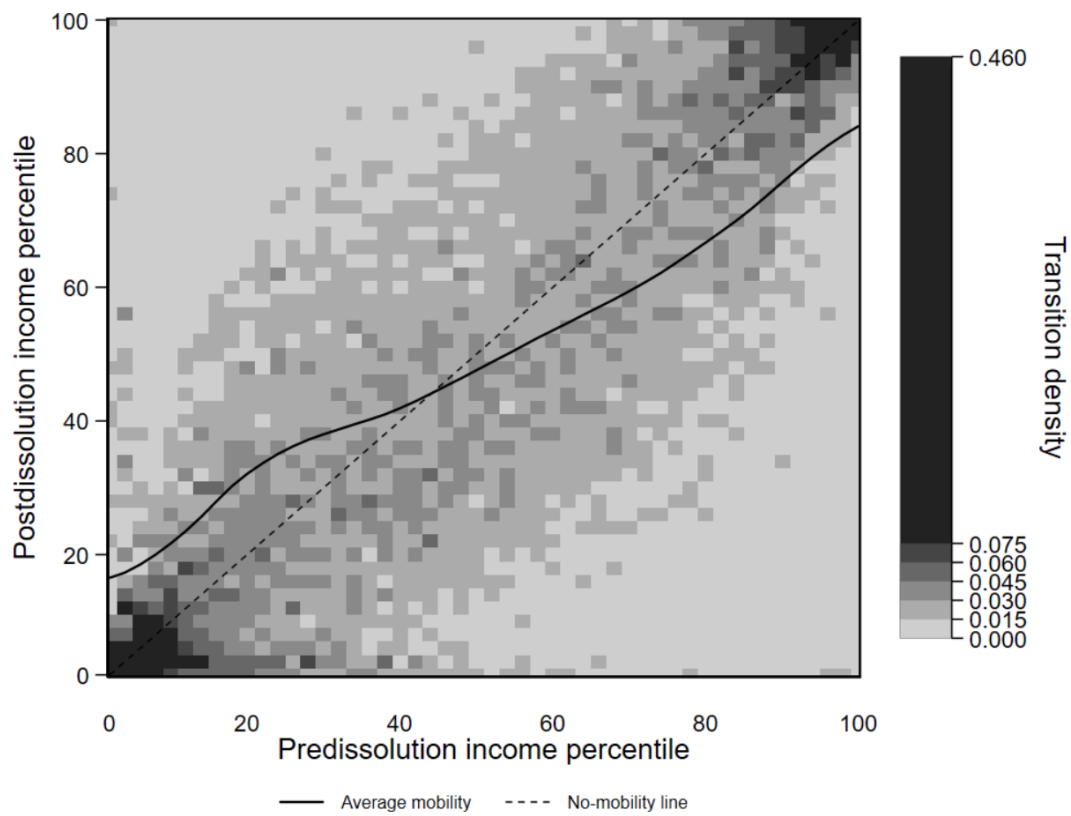 100
80
60
40
20
0
Postdissolution income percentile
0 20 40 60 80 100
Predissolution income percentile
Average mobility No-mobility line
0.460
0.075
0.060
0.045
0.030
0.015
0.000
Transition density